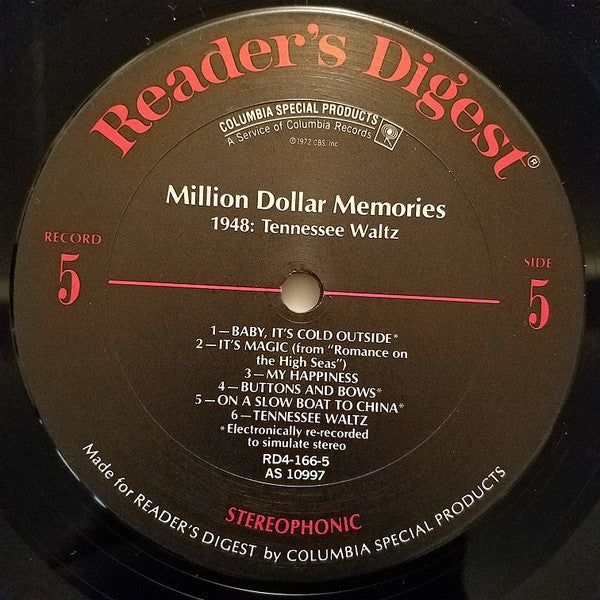 Reader's Digest®
COLUMBIA SPECIAL PRODUCTS
A Service of Columbia Records
℗1972 CBS, Inc.
Million Dollar Memories
1948: Tennessee Waltz
RECORD
5
SIDE
5
1—BABY, IT'S COLD OUTSIDE*
2—IT'S MAGIC (from "Romance on
the High Seas")
3—MY HAPPINESS
4—BUTTONS AND BOWS*
5—ON A SLOW BOAT TO CHINA*
6—TENNESSEE WALTZ
*Electronically re-recorded
to simulate stereo
RD4-166-5
AS 10997
STEREOPHONIC
Made for READER'S DIGEST by COLUMBIA SPECIAL PRODUCTS